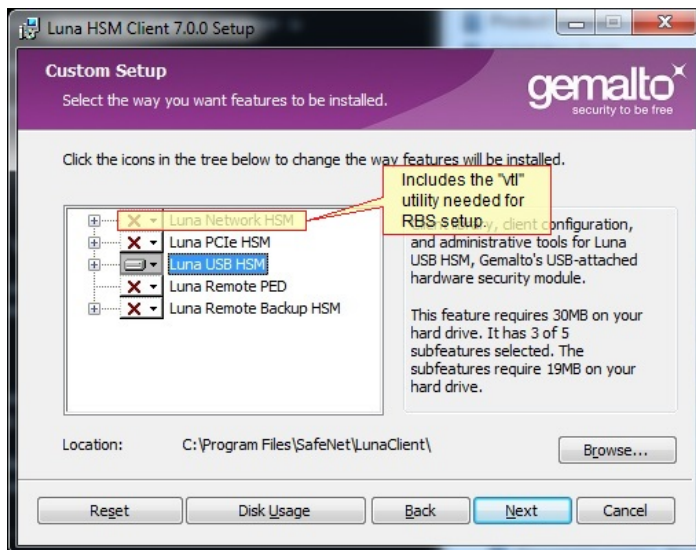 Luna HSM Client 7.0.0 Setup
Custom Setup
Select the way you want features to be installed.
gemalto
security to be free
Click the icons in the tree below to change the way features will be installed.
Includes the "vtl"
utility needed for
RBS setup.
Luna Network HSM
Luna PCIe HSM
Luna USB HSM
Luna Remote PED
Luna Remote Backup HSM
client configuration,
and administrative tools for Luna
USB HSM, Gemalto's USB-attached
hardware security module.
This feature requires 30MB on your
hard drive. It has 3 of 5
subfeatures selected. The
subfeatures require 19MB on your
hard drive.
Location:
C:\Program Files\SafeNet\LunaClient\
Browse...
Reset
Disk Usage
Back
Next
Cancel